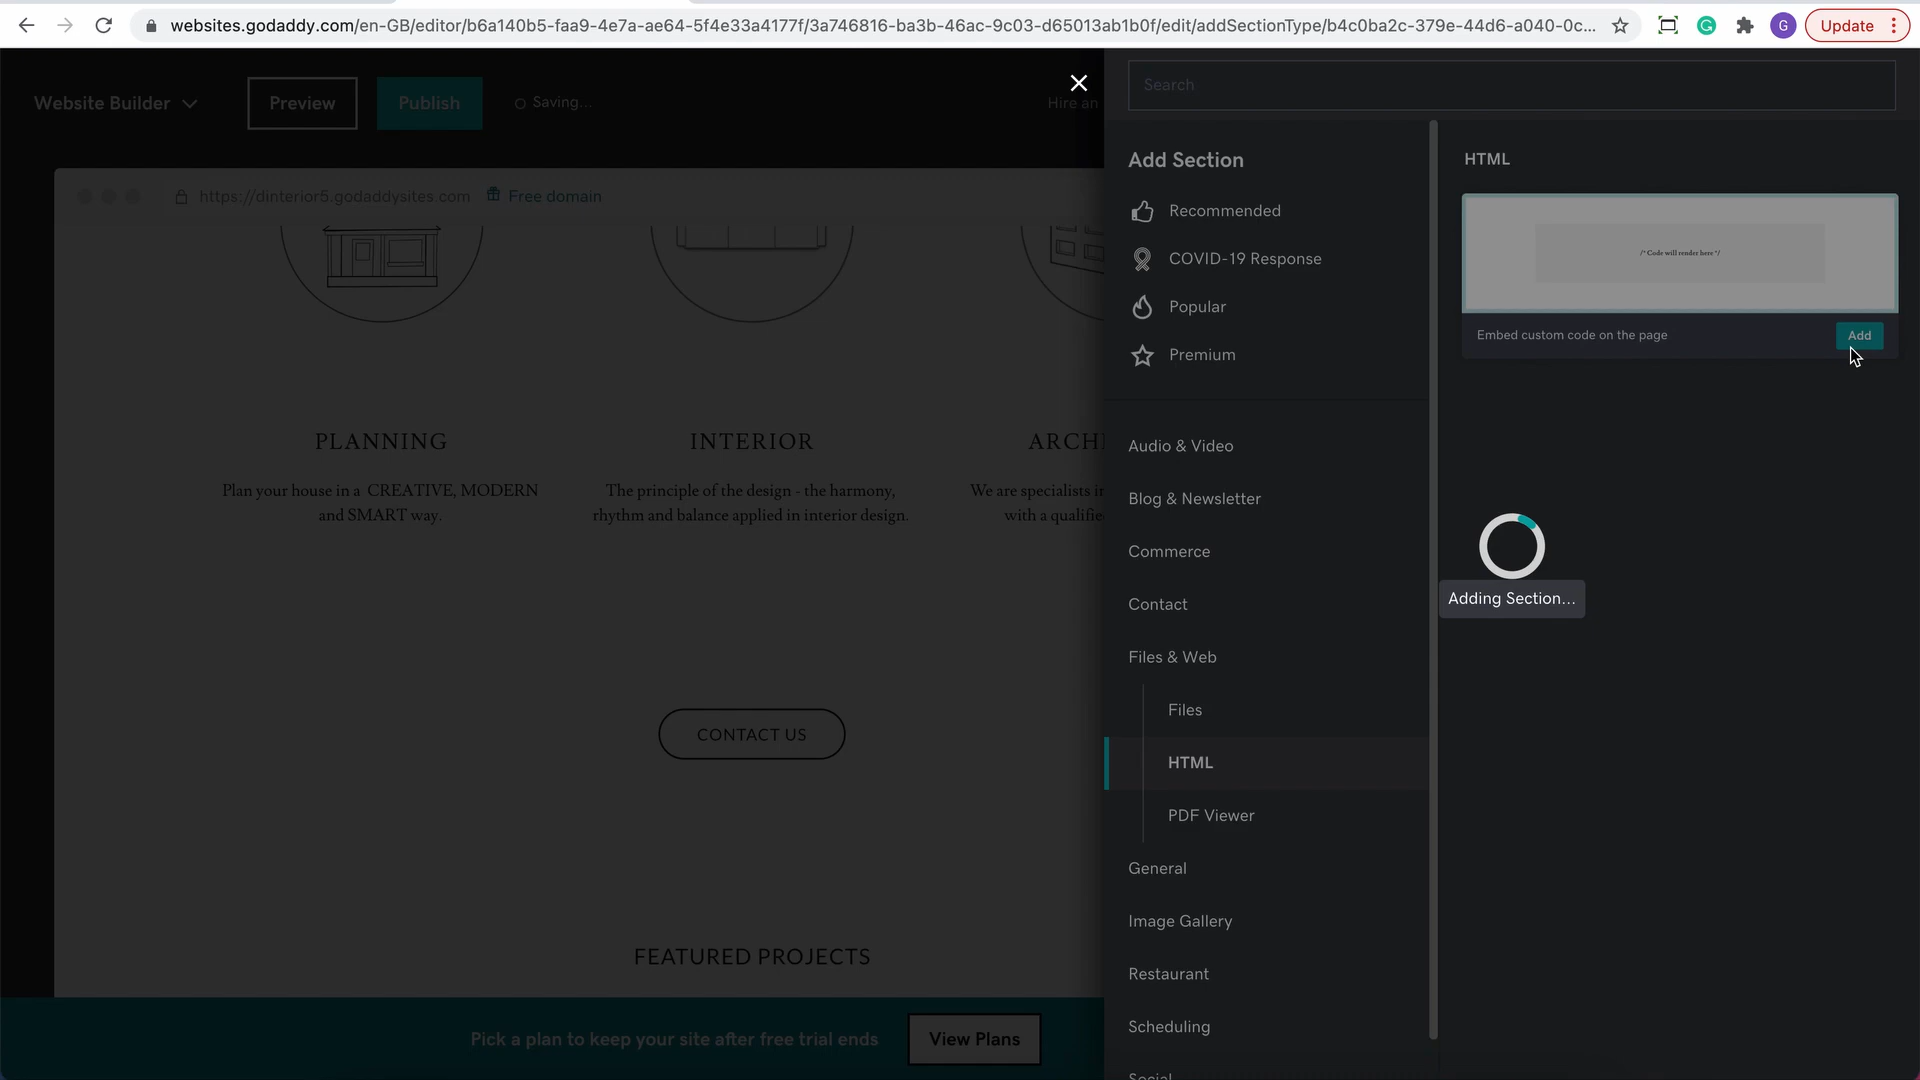 websites.godaddy.com/en-GB/editor/b6a140b5-faa9-4e7a-ae64-5f4e33a4177f/3a746816-ba3b-46ac-9c03-d65013ab1b0f/edit/addSectionType/b4c0ba2c-379e-44d6-a040-0c...
G
Update
Website Builder
Preview
Publish
Saving...
Hire an
Search
https://dinterior5.godaddysites.com
Free domain
Add Section
Recommended
COVID-19 Response
Popular
Premium
Audio & Video
Blog & Newsletter
Commerce
Contact
Files & Web
Files
HTML
PDF Viewer
General
Image Gallery
Restaurant
Scheduling
Social
HTML
/* Code will render here */
Embed custom code on the page
Add
Adding Section...
PLANNING
Plan your house in a CREATIVE, MODERN
and SMART way.
INTERIOR
The principle of the design - the harmony,
rhythm and balance applied in interior design.
ARCH
We are specialists i
with a qualifie
CONTACT US
FEATURED PROJECTS
Pick a plan to keep your site after free trial ends
View Plans